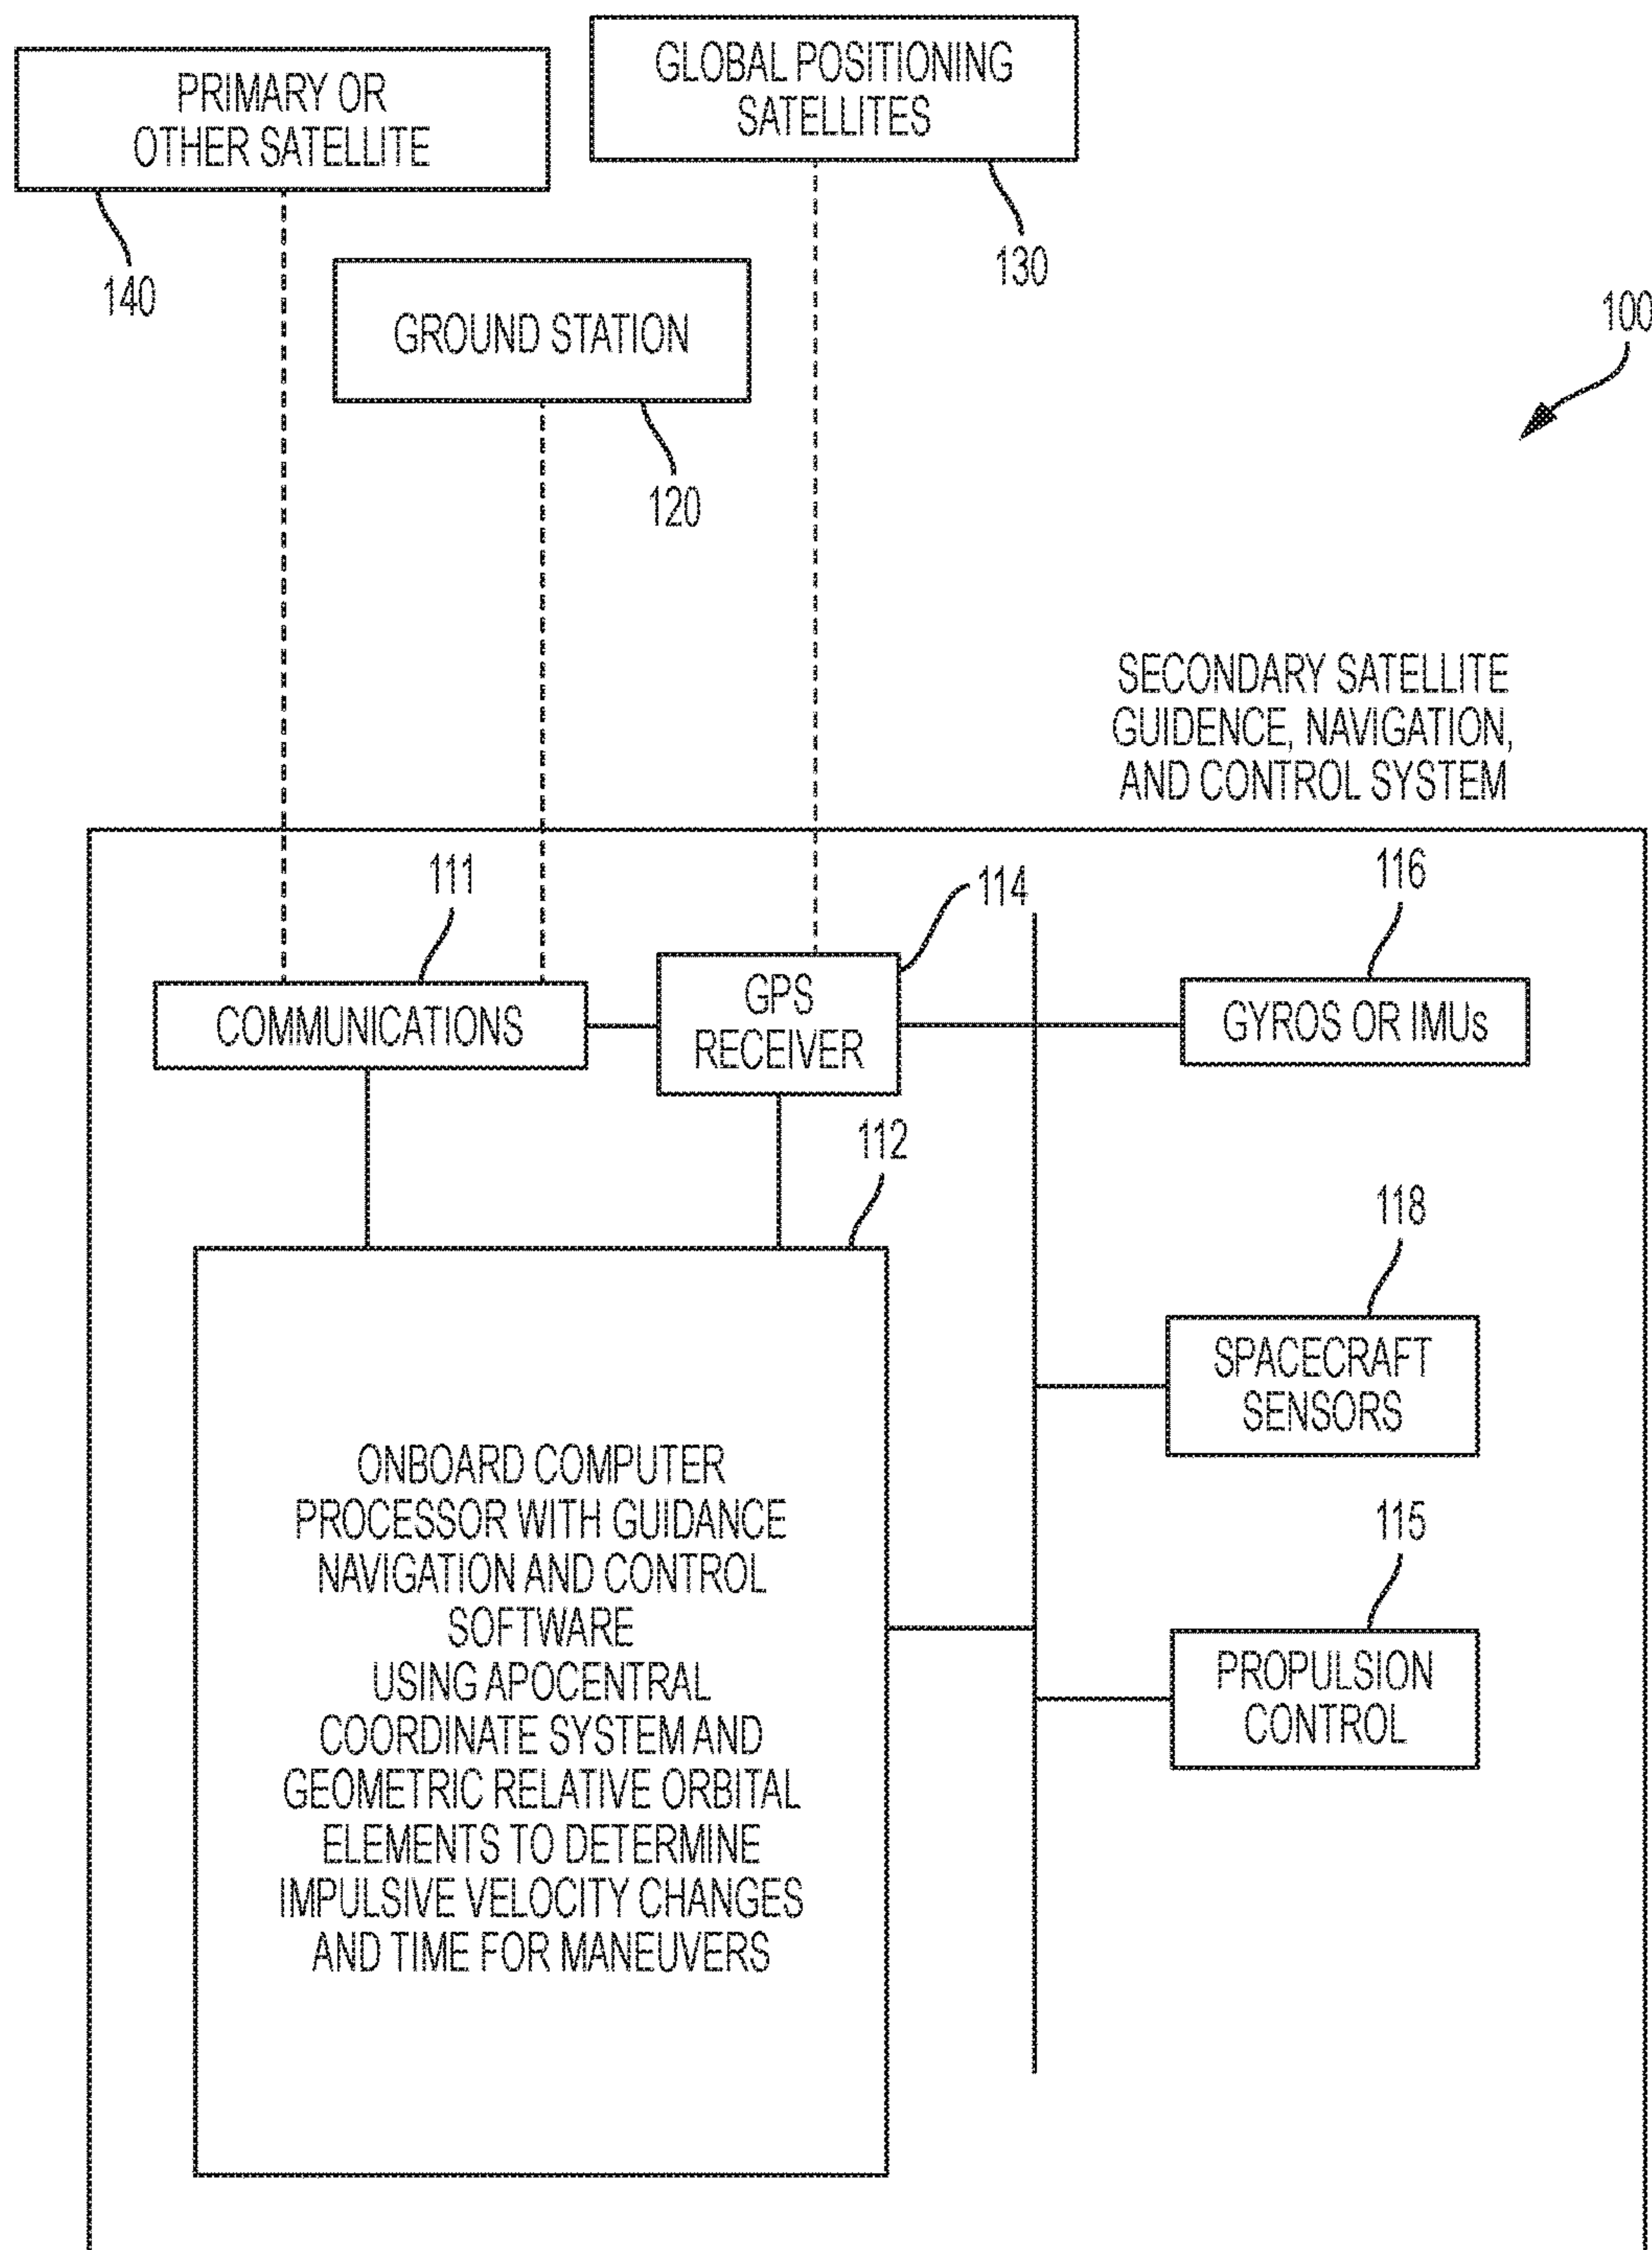 PRIMARY OR
OTHER SATELLITE
140
GLOBAL POSITIONING
SATELLITES
130
GROUND STATION
120
100
SECONDARY SATELLITE
GUIDENCE, NAVIGATION,
AND CONTROL SYSTEM
111
COMMUNICATIONS
114
GPS
RECEIVER
116
GYROS OR IMUs
112
ONBOARD COMPUTER
PROCESSOR WITH GUIDANCE
NAVIGATION AND CONTROL
SOFTWARE
USING APOCENTRAL
COORDINATE SYSTEM AND
GEOMETRIC RELATIVE ORBITAL
ELEMENTS TO DETERMINE
IMPULSIVE VELOCITY CHANGES
AND TIME FOR MANEUVERS
118
SPACECRAFT
SENSORS
115
PROPULSION
CONTROL